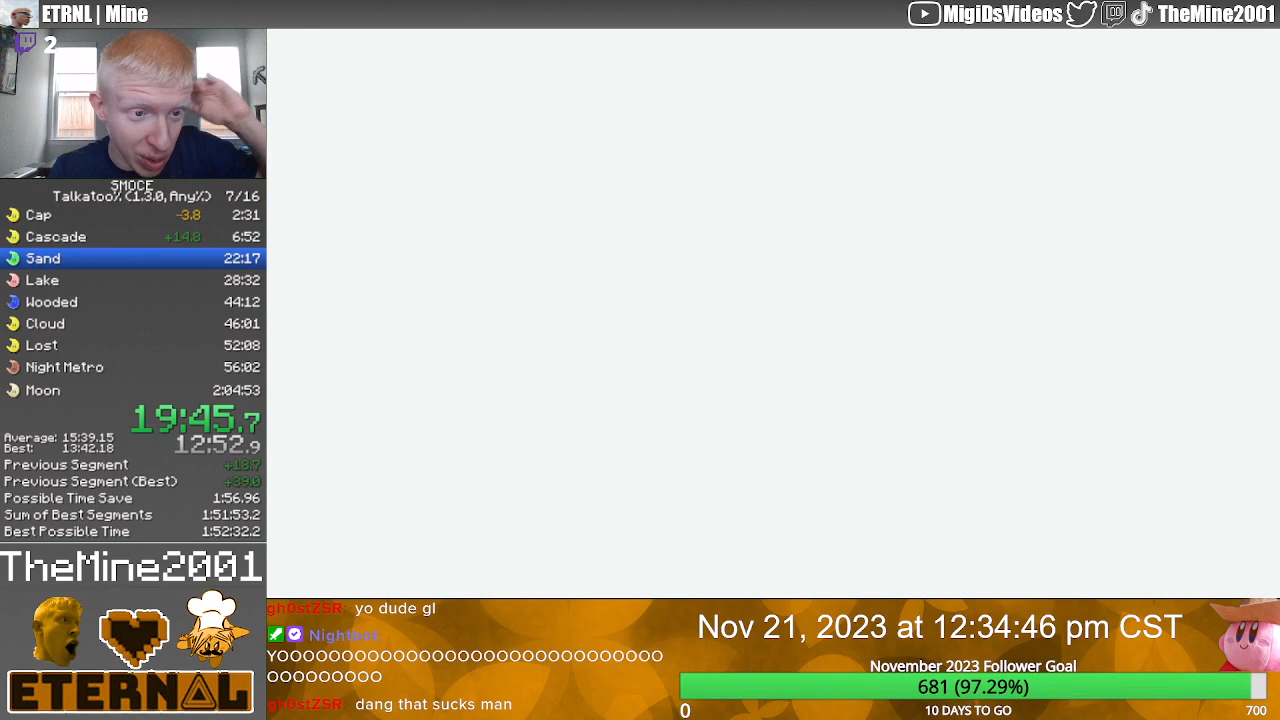 ETRNL | Mine
MigiDsVideos
TheMine2001
2
SMOCE
Talkatoo% (1.3.0, Any%) 7/16
Cap -3.8 2:31
Cascade +14.8 6:52
Sand 22:17
Lake 28:32
Wooded 44:12
Cloud 46:01
Lost 52:08
Night Metro 56:02
Moon 2:04:53
19:45.7
Average: 15:39.15
Best: 13:42.18
12:52.9
Previous Segment +18.7
Previous Segment (Best) +39.0
Possible Time Save 1:56.96
Sum of Best Segments 1:51:53.2
Best Possible Time 1:52:32.2
TheMine2001
ETERNAL
gh0stZSR: yo dude gl
Nightbot:
YOOOOOOOOOOOOOOOOOOOOOOOOOOOOOO
OOOOOOOOO
gh0stZSR: dang that sucks man
Nov 21, 2023 at 12:34:46 pm CST
November 2023 Follower Goal
681 (97.29%)
0 10 DAYS TO GO 700